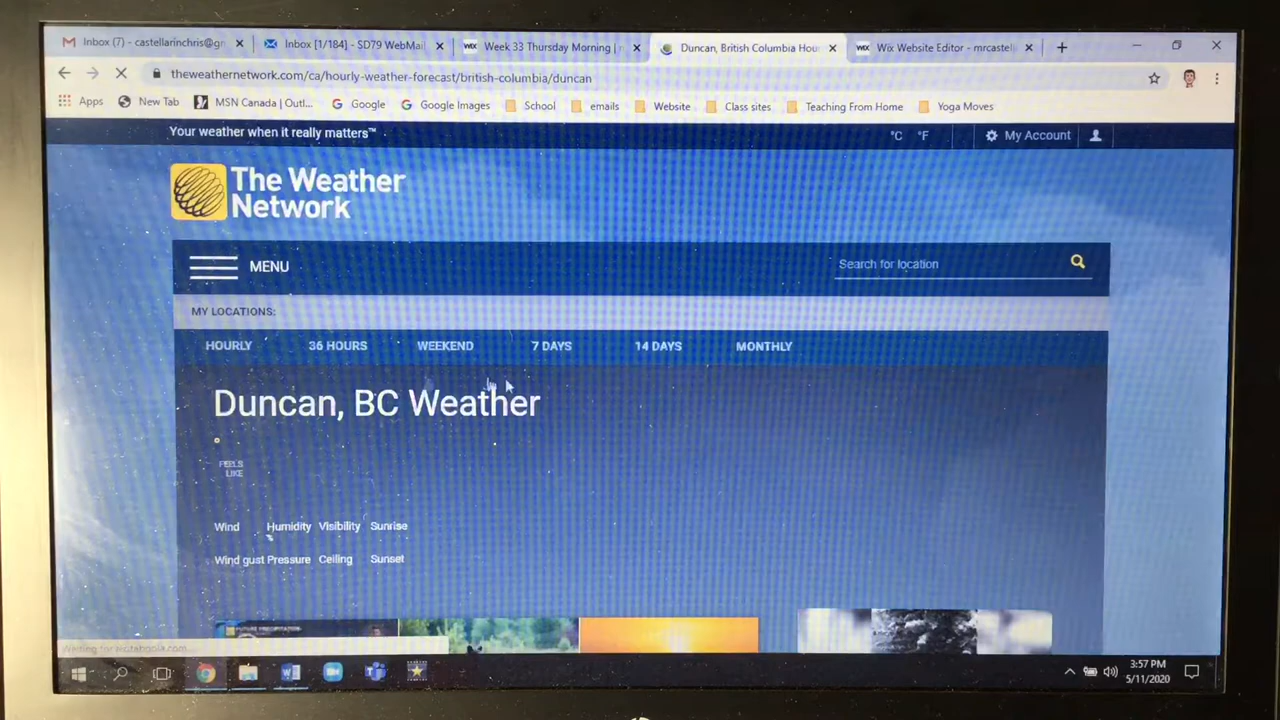 Inbox (7) - castellarinchris@gr
Inbox [1/184] - SD79 WebMail
Week 33 Thursday Morning |
Duncan, British Columbia Hou
Wix Website Editor - mrcastel
theweathernetwork.com/ca/hourly-weather-forecast/british-columbia/duncan
Apps New Tab MSN Canada | Outl... Google Google Images School emails Website Class sites Teaching From Home Yoga Moves
Your weather when it really matters™
°C °F My Account
The Weather
Network
MENU
Search for location
MY LOCATIONS:
HOURLY 36 HOURS WEEKEND 7 DAYS 14 DAYS MONTHLY
Duncan, BC Weather
FEELS
LIKE
Wind Humidity Visibility Sunrise
Wind gust Pressure Ceiling Sunset
FUTURE PRECIPITATION
3:57 PM
5/11/2020